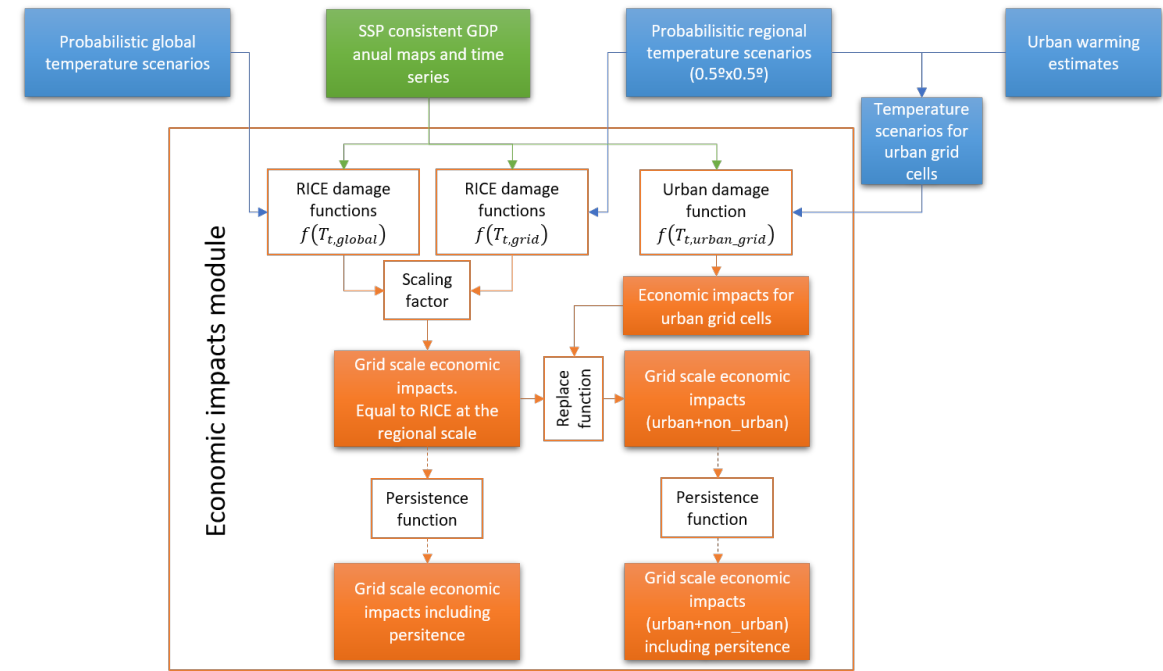 Probabilistic global
temperature scenarios
SSP consistent GDP
anual maps and time
series
Probabilisitic regional
temperature scenarios
(0.5ºx0.5º)
Urban warming
estimates
Temperature
scenarios for
urban grid
cells
Economic impacts module
RICE damage
functions
f(T_{t,global})
RICE damage
functions
f(T_{t,grid})
Urban damage
function
f(T_{t,urban_grid})
Scaling
factor
Economic impacts for
urban grid cells
Grid scale economic
impacts.
Equal to RICE at the
regional scale
Replace
function
Grid scale economic
impacts
(urban+non_urban)
Persistence
function
Persistence
function
Grid scale economic
impacts including
persitence
Grid scale economic
impacts
(urban+non_urban)
including persitence